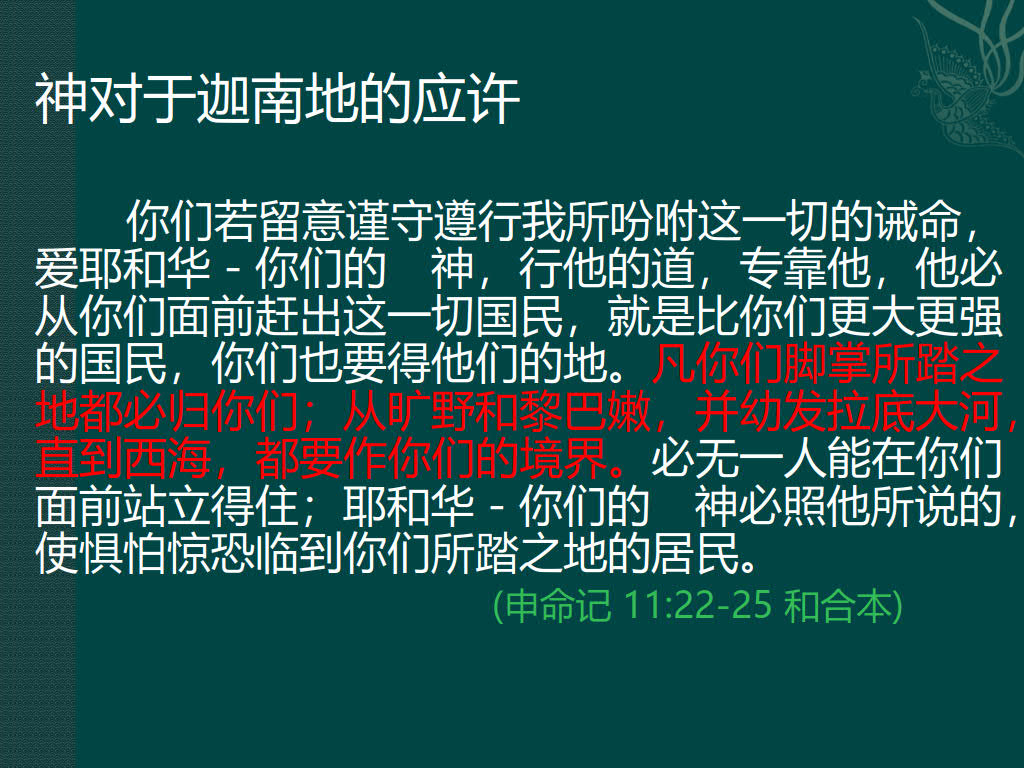 神对于迦南地的应许
你们若留意谨守遵行我所吩咐这一切的诫命，
爱耶和华－你们的　神，行他的道，专靠他，他必
从你们面前赶出这一切国民，就是比你们更大更强
的国民，你们也要得他们的地。凡你们脚掌所踏之
地都必归你们；从旷野和黎巴嫩，并幼发拉底大河，
直到西海，都要作你们的境界。必无一人能在你们
面前站立得住；耶和华－你们的　神必照他所说的，
使惧怕惊恐临到你们所踏之地的居民。
(申命记 11:22-25 和合本)